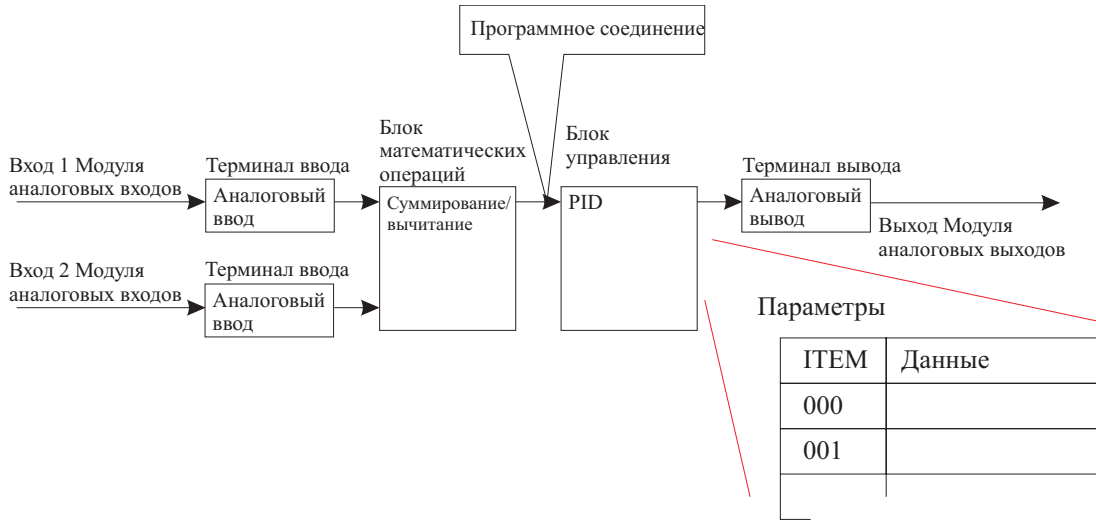 Программное соединение
Блок
математических
операций
Блок
управления
Вход 1 Модуля
аналоговых входов
Терминал ввода
Аналоговый
ввод
Суммирование/
вычитание
PID
Терминал вывода
Аналоговый
вывод
Выход Модуля
аналоговых выходов
Вход 2 Модуля
аналоговых входов
Терминал ввода
Аналоговый
ввод
Параметры
ITEM Данные
000
001